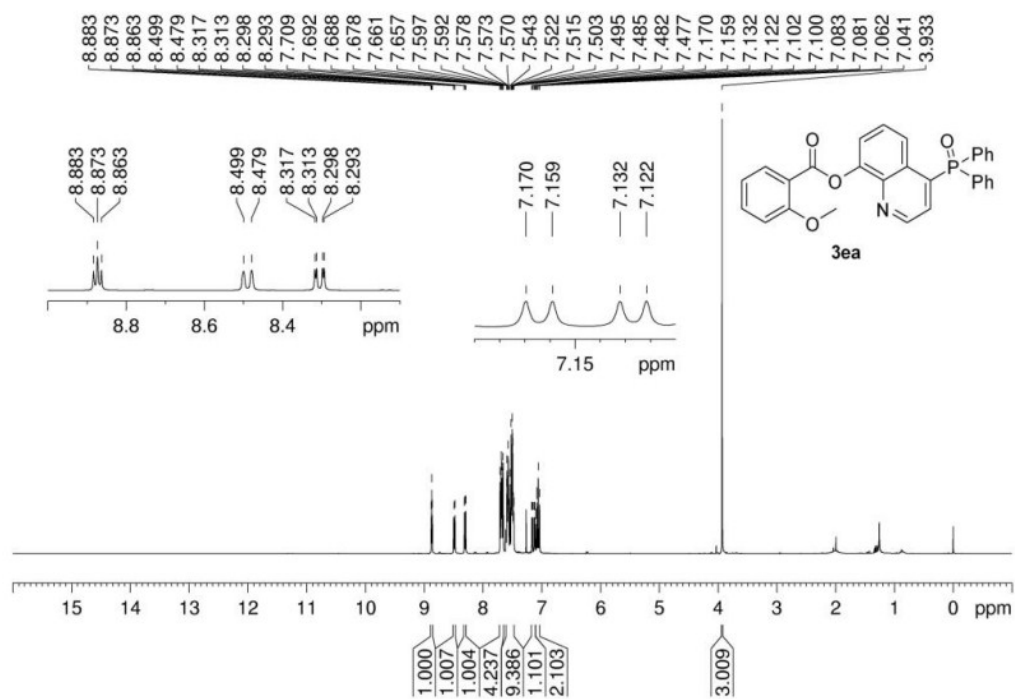 8.883 8.873 8.863 8.499 8.479 8.317 8.313 8.298 8.293 7.709 7.692 7.688 7.678 7.661 7.657 7.597 7.592 7.578 7.573 7.570 7.543 7.522 7.515 7.503 7.495 7.485 7.482 7.477 7.170 7.159 7.132 7.122 7.102 7.100 7.083 7.081 7.062 7.041 3.933
8.883 8.873 8.863 8.499 8.479 8.317 8.313 8.298 8.293
8.8 8.6 8.4 ppm
7.170 7.159 7.132 7.122
7.15 ppm
O
O
O
N
O
P
Ph
Ph
3ea
15 14 13 12 11 10 9 8 7 6 5 4 3 2 1 0 ppm
1.000 1.007 1.004 4.237 9.386 1.101 2.103 3.009